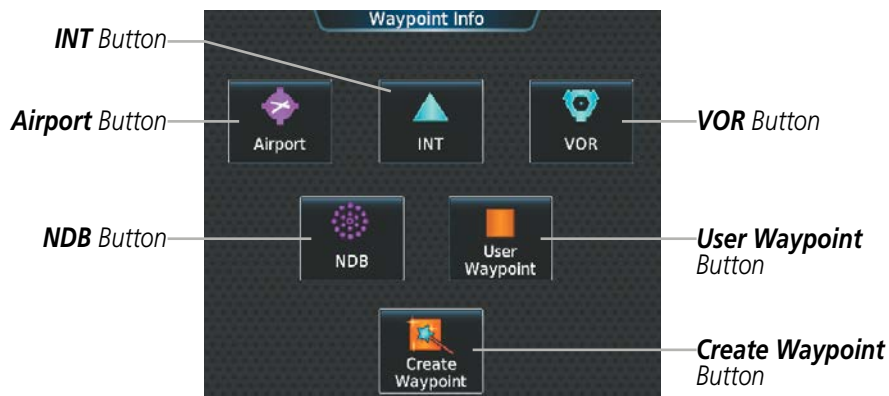 Waypoint Info
INT Button
Airport Button
Airport
INT
VOR
VOR Button
NDB Button
NDB
User
Waypoint
User Waypoint
Button
Create
Waypoint
Create Waypoint
Button